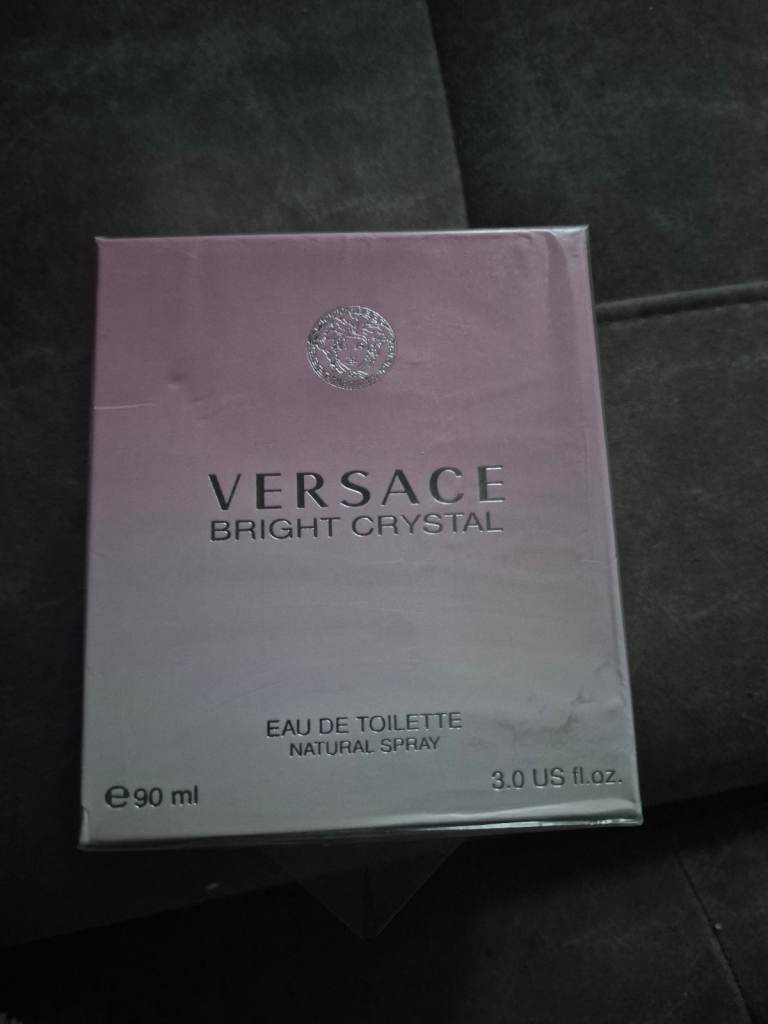 VERSACE
BRIGHT CRYSTAL
EAU DE TOILETTE
NATURAL SPRAY
℮90 ml
3.0 US fl.oz.